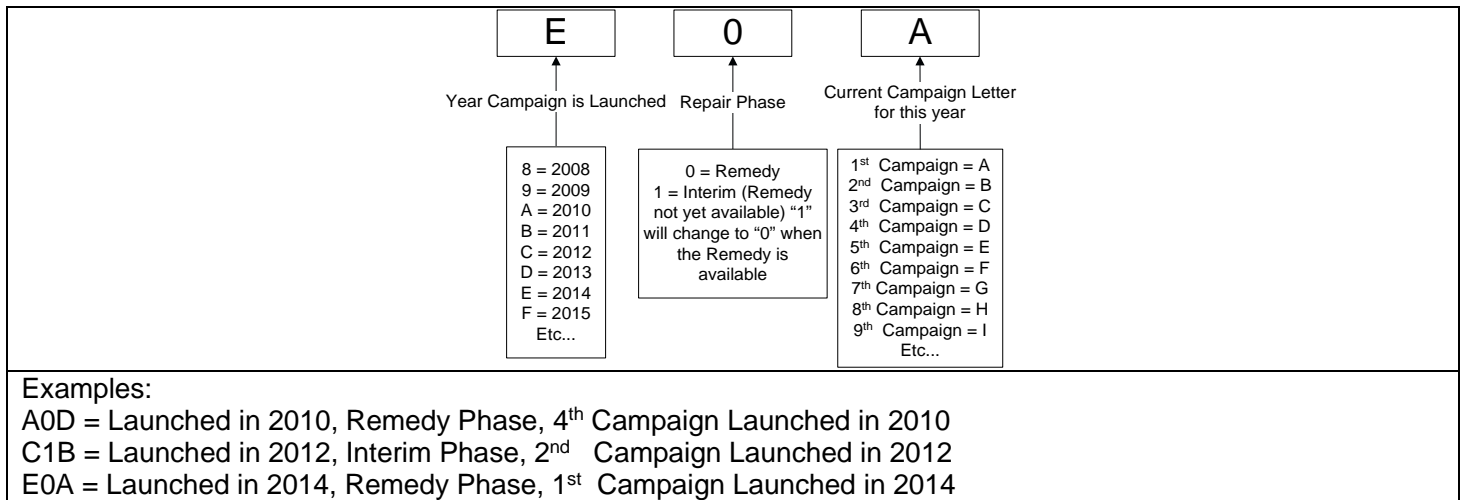 E 0 A
Year Campaign is Launched
Repair Phase
Current Campaign Letter
for this year
8 = 2008
9 = 2009
A = 2010
B = 2011
C = 2012
D = 2013
E = 2014
F = 2015
Etc...
0 = Remedy
1 = Interim (Remedy
not yet available) “1”
will change to “0” when
the Remedy is
available
1st Campaign = A
2nd Campaign = B
3rd Campaign = C
4th Campaign = D
5th Campaign = E
6th Campaign = F
7th Campaign = G
8th Campaign = H
9th Campaign = I
Etc...
Examples:
A0D = Launched in 2010, Remedy Phase, 4th Campaign Launched in 2010
C1B = Launched in 2012, Interim Phase, 2nd Campaign Launched in 2012
E0A = Launched in 2014, Remedy Phase, 1st Campaign Launched in 2014